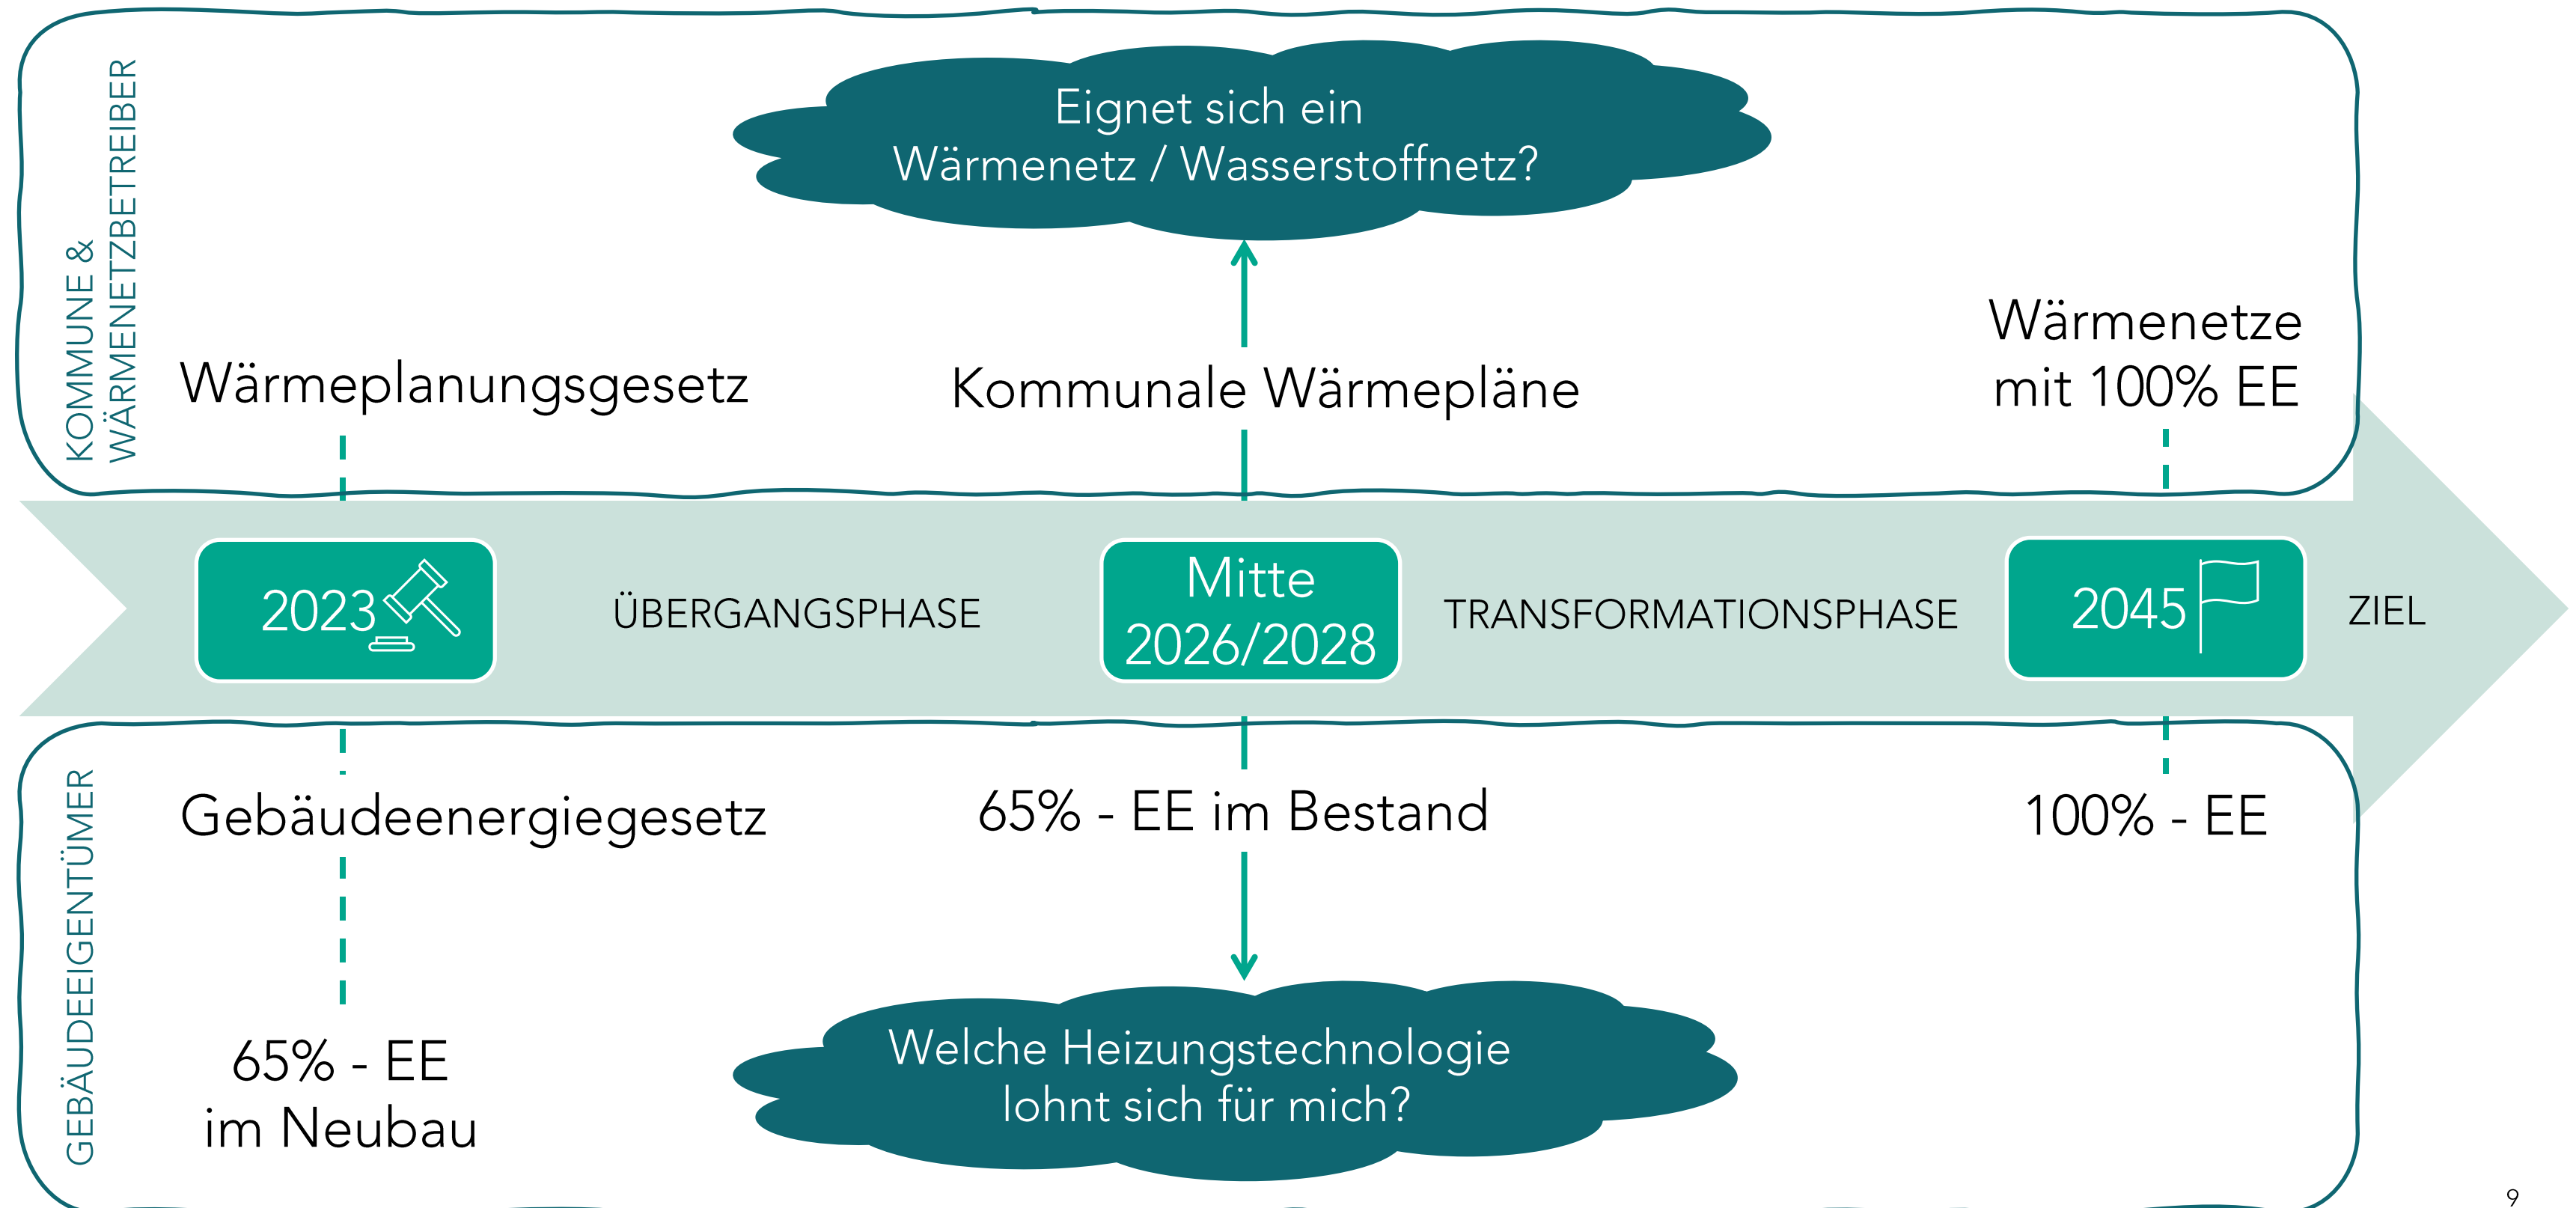 KOMMUNE &
WÄRMENETZBETREIBER
Eignet sich ein
Wärmenetz / Wasserstoffnetz?
Wärmeplanungsgesetz
Kommunale Wärmepläne
Wärmenetze
mit 100% EE
2023
ÜBERGANGSPHASE
Mitte
2026/2028
TRANSFORMATIONSPHASE
2045
ZIEL
GEBÄUDEEIGENTÜMER
Gebäudeenergiegesetz
65% - EE
im Neubau
65% - EE im Bestand
Welche Heizungstechnologie
lohnt sich für mich?
100% - EE
9